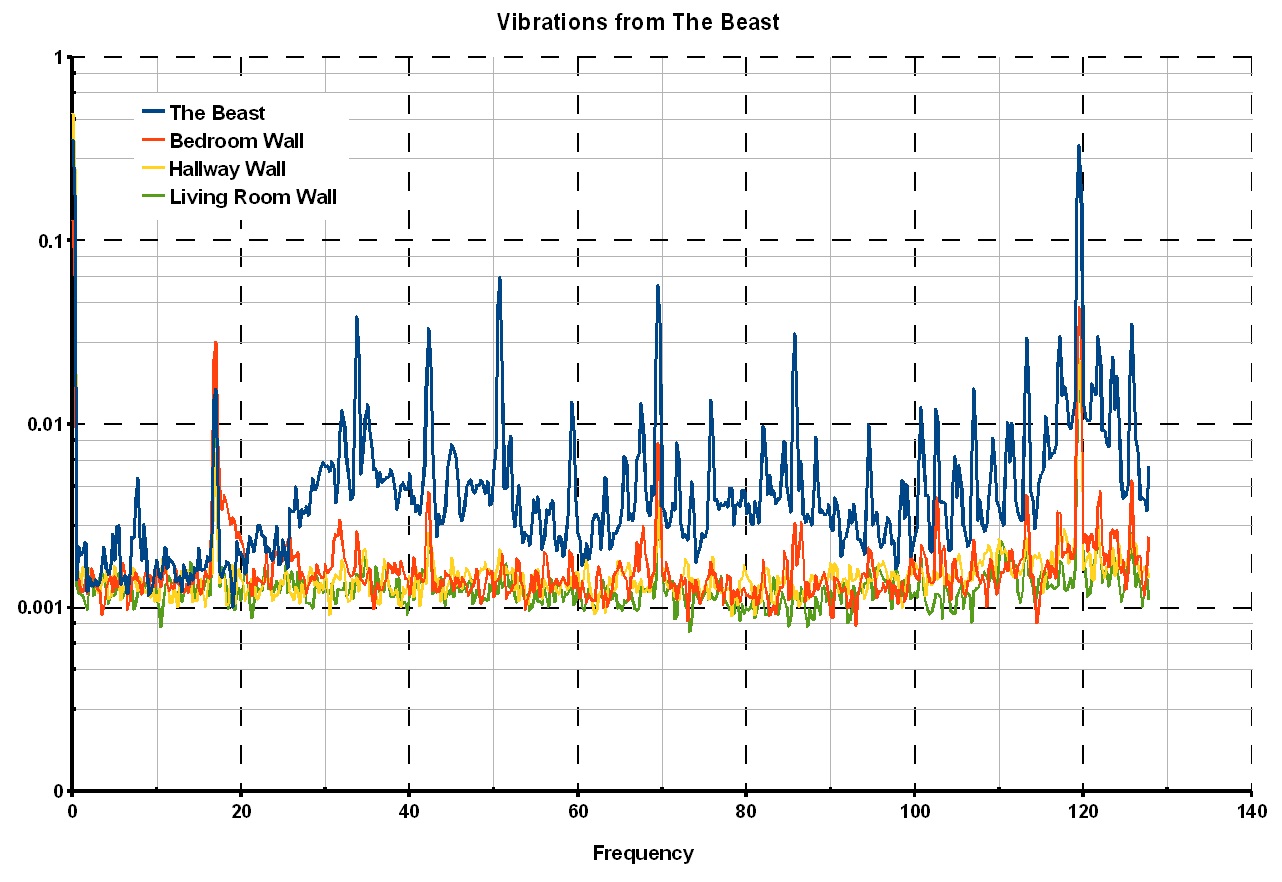 Vibrations from The Beast
1
The Beast
Bedroom Wall
Hallway Wall
Living Room Wall
0.1
0.01
0.001
0
0 20 40 60 80 100 120 140
Frequency